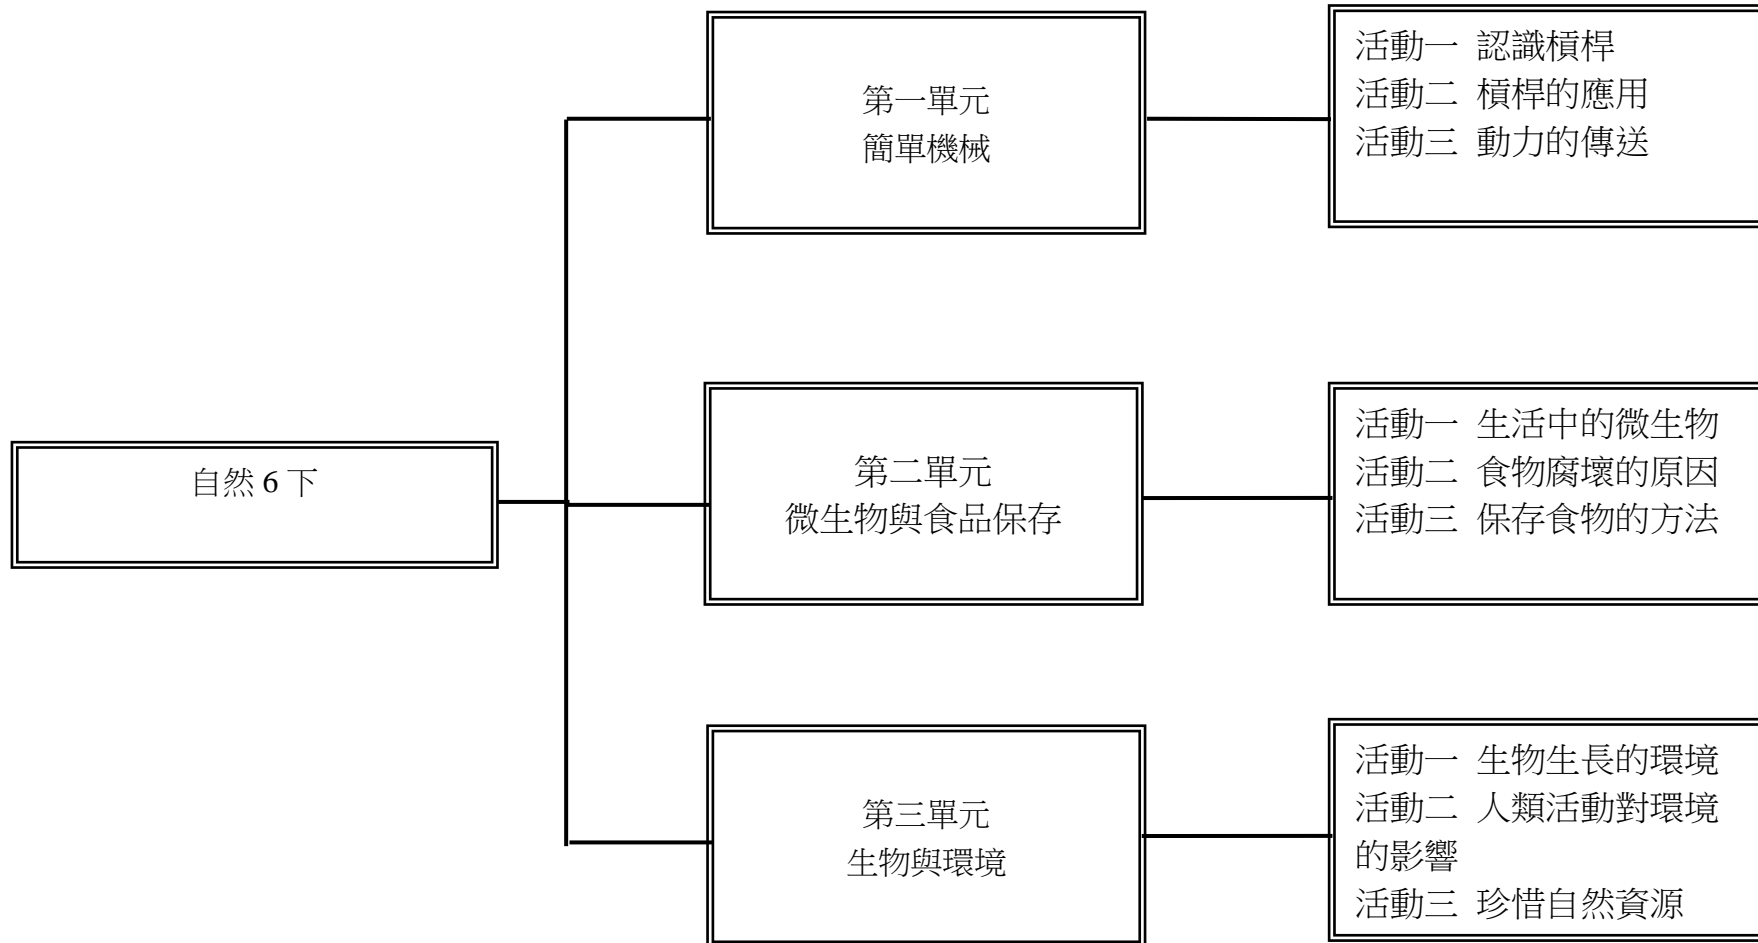 自然 6 下
第一單元
簡單機械
活動一 認識槓桿
活動二 槓桿的應用
活動三 動力的傳送
第二單元
微生物與食品保存
活動一 生活中的微生物
活動二 食物腐壞的原因
活動三 保存食物的方法
第三單元
生物與環境
活動一 生物生長的環境
活動二 人類活動對環境
的影響
活動三 珍惜自然資源